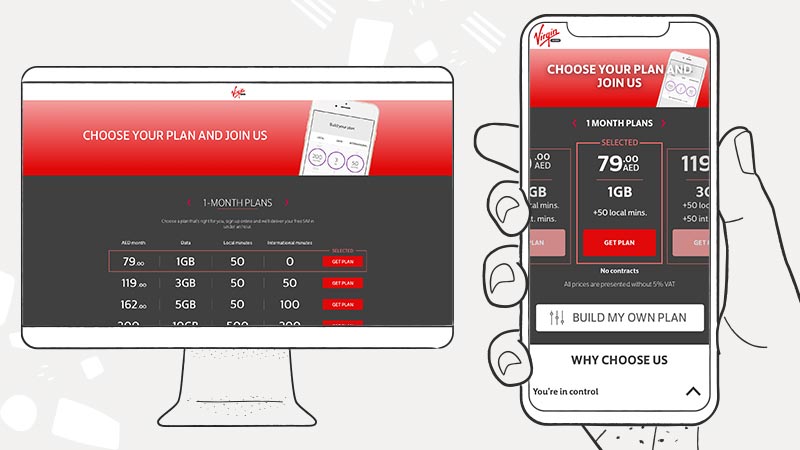 Virgin
CHOOSE YOUR PLAN AND JOIN US
Build your plan
200
3
50
1-MONTH PLANS
Choose a plan that's right for you, sign up online and we'll deliver your free SIM in
under an hour.
AED month Data Local minutes International minutes
SELECTED
79.00 1GB 50 0 GET PLAN
119.00 3GB 50 50 GET PLAN
162.00 5GB 50 100 GET PLAN
Virgin
CHOOSE YOUR PLAN AND
JOIN US
1 MONTH PLANS
SELECTED
.00 AED
79.00 AED
119
GB
1GB
3G
al mins.
+50 local mins.
+50 loc
t. mins.
+50 int
PLAN
GET PLAN
GET
No contracts
All prices are presented without 5% VAT
BUILD MY OWN PLAN
WHY CHOOSE US
You're in control